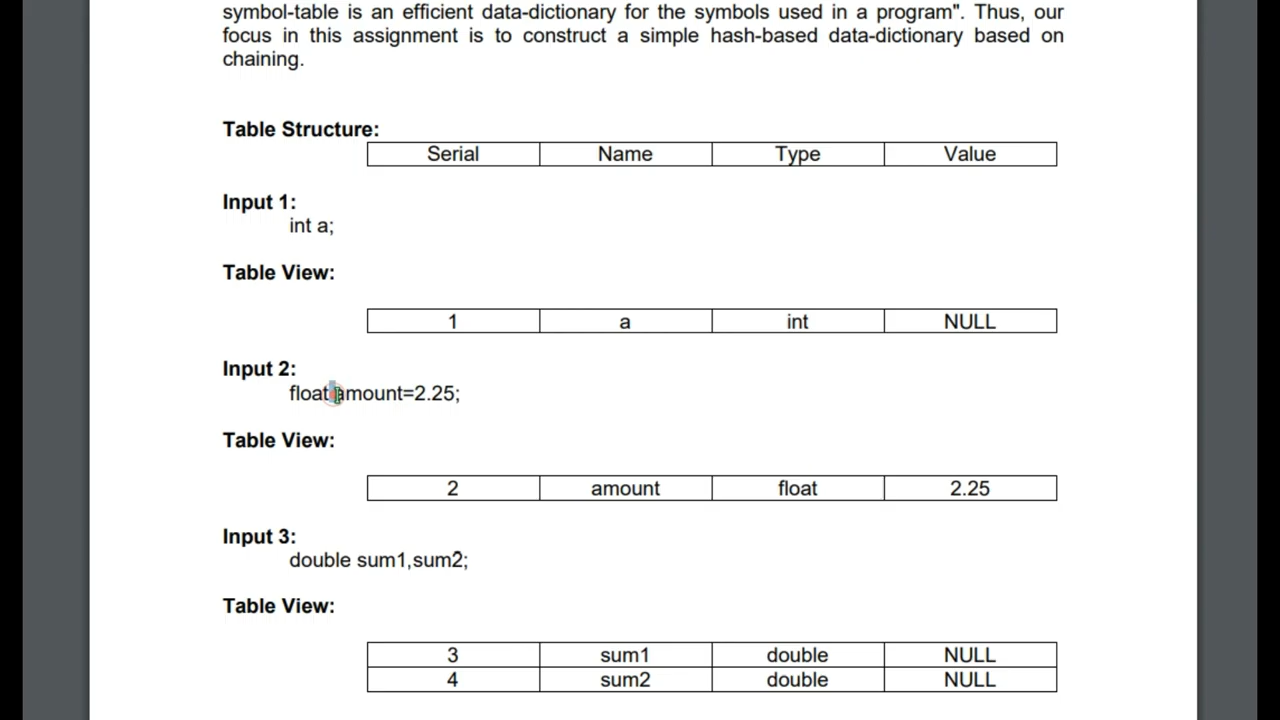 symbol-table is an efficient data-dictionary for the symbols used in a program". Thus, our
focus in this assignment is to construct a simple hash-based data-dictionary based on
chaining.
Table Structure:
Serial Name Type Value
Input 1:
int a;
Table View:
1 a int NULL
Input 2:
float amount=2.25;
Table View:
2 amount float 2.25
Input 3:
double sum1,sum2;
Table View:
3 sum1 double NULL
4 sum2 double NULL